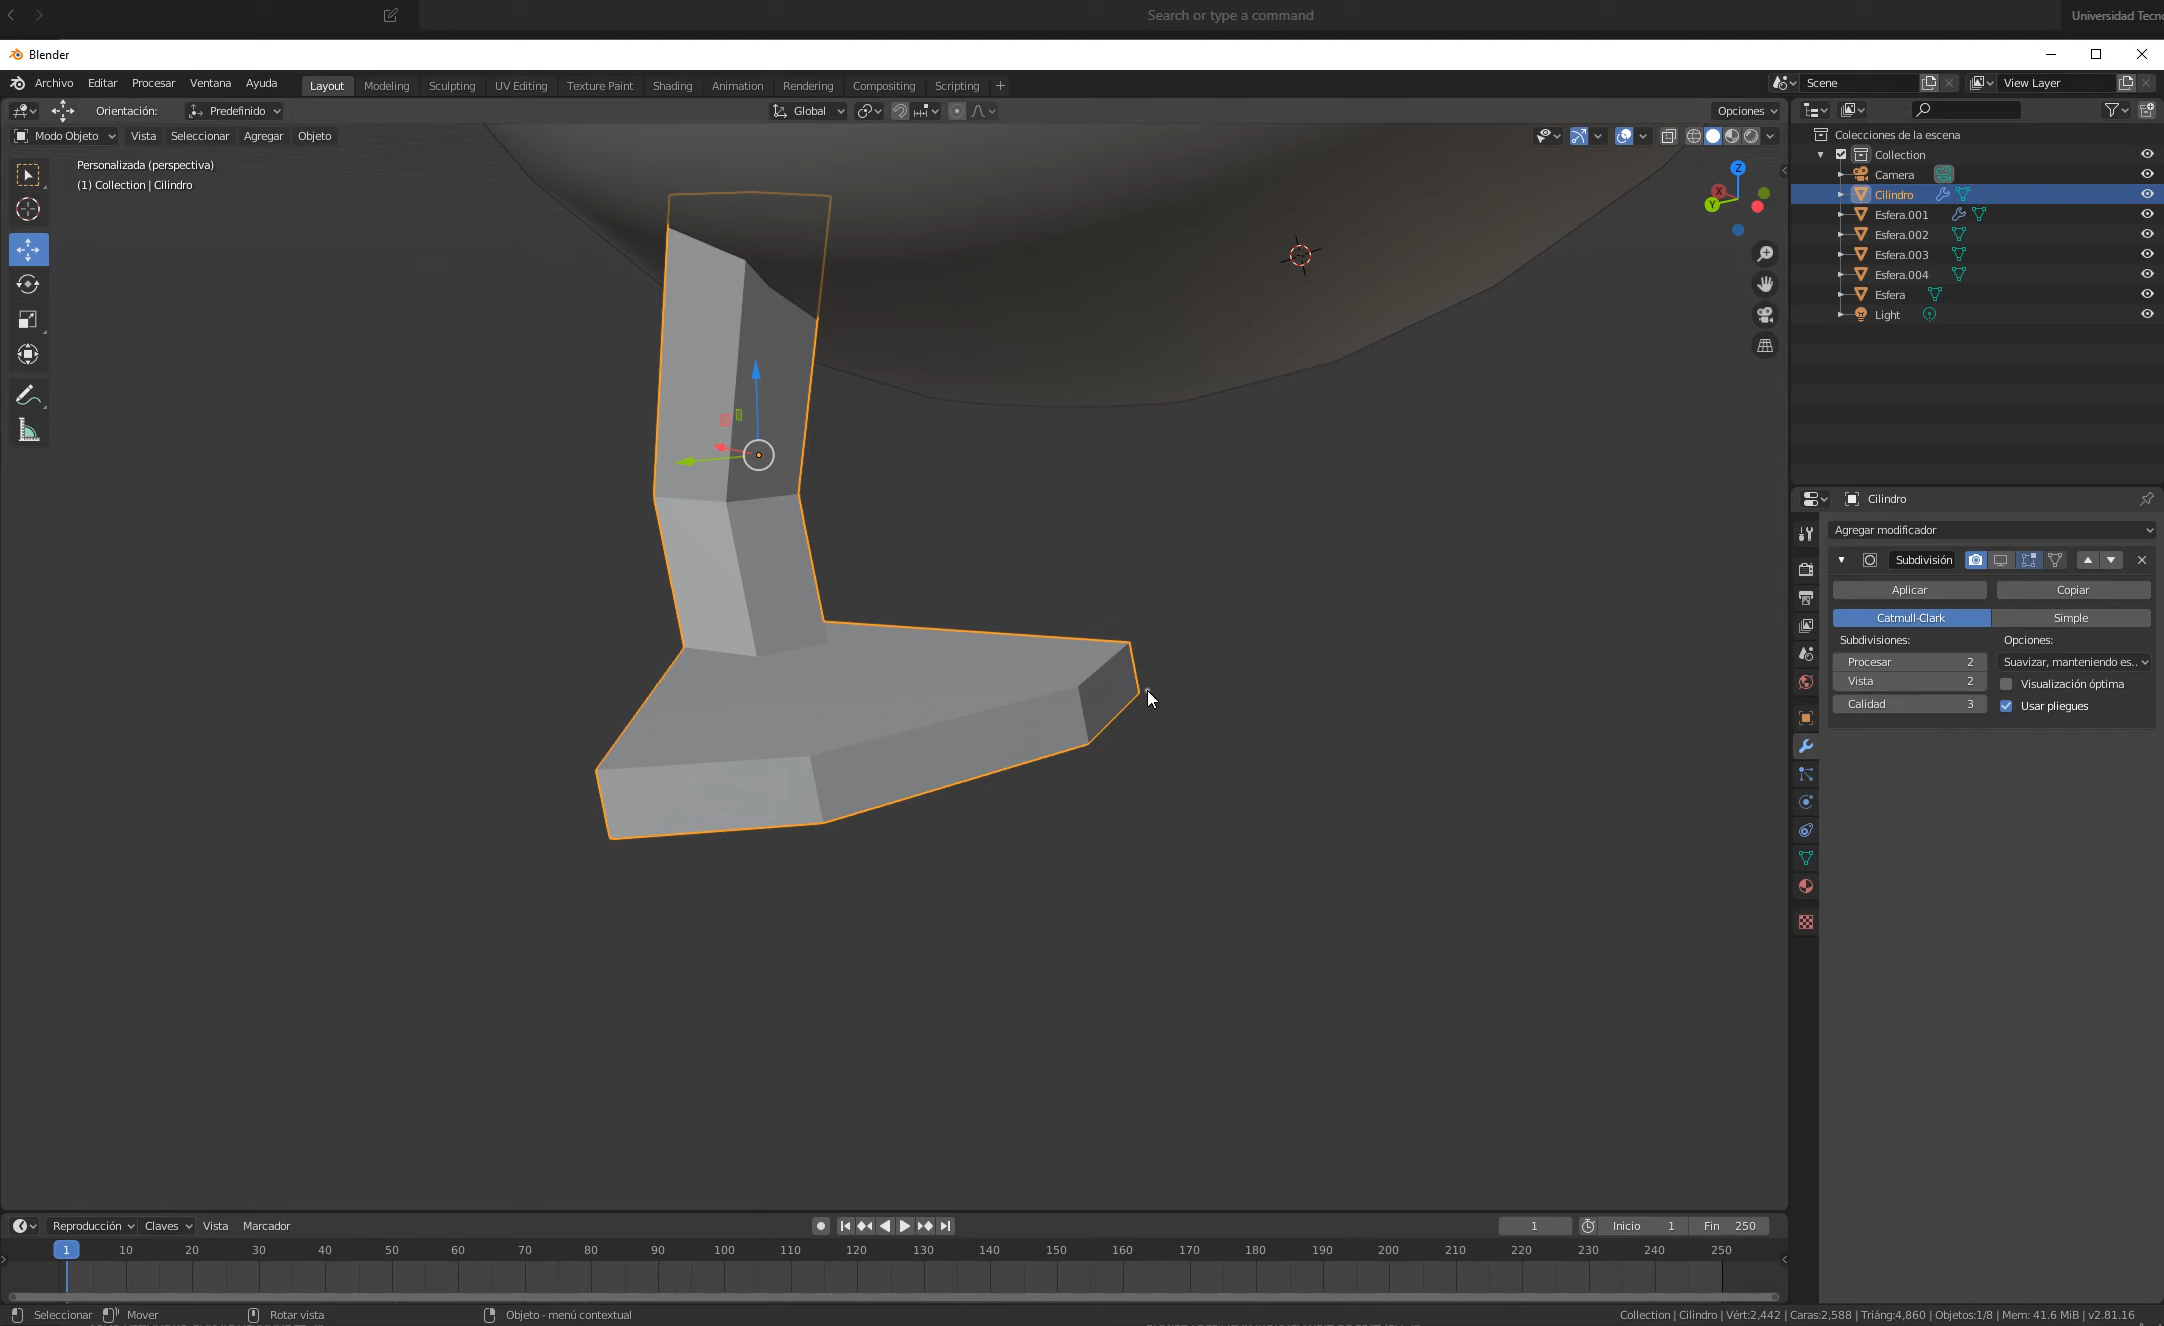 Search or type a command
Universidad Tecno
Blender
Archivo Editar Procesar Ventana Ayuda
Layout Modeling Sculpting UV Editing Texture Paint Shading Animation Rendering Compositing Scripting +
Scene
View Layer
Orientación: Predefinido
Global
Opciones
Modo Objeto Vista Seleccionar Agregar Objeto
Personalizada (perspectiva)
(1) Collection | Cilindro
Z
X
Y
Colecciones de la escena
Collection
Camera
Cilindro
Esfera.001
Esfera.002
Esfera.003
Esfera.004
Esfera
Light
Cilindro
Agregar modificador
Subdivisión
Aplicar Copiar
Catmull-Clark Simple
Subdivisiones: Opciones:
Procesar 2 Suavizar, manteniendo es..
Vista 2 Visualización óptima
Calidad 3 Usar pliegues
Reproducción Claves Vista Marcador
1 Inicio 1 Fin 250
1 10 20 30 40 50 60 70 80 90 100 110 120 130 140 150 160 170 180 190 200 210 220 230 240 250
Seleccionar Mover Rotar vista Objeto - menú contextual
Collection | Cilindro | Vért:2,442 | Caras:2,588 | Triáng:4,860 | Objetos:1/8 | Mem: 41.6 MiB | v2.81.16